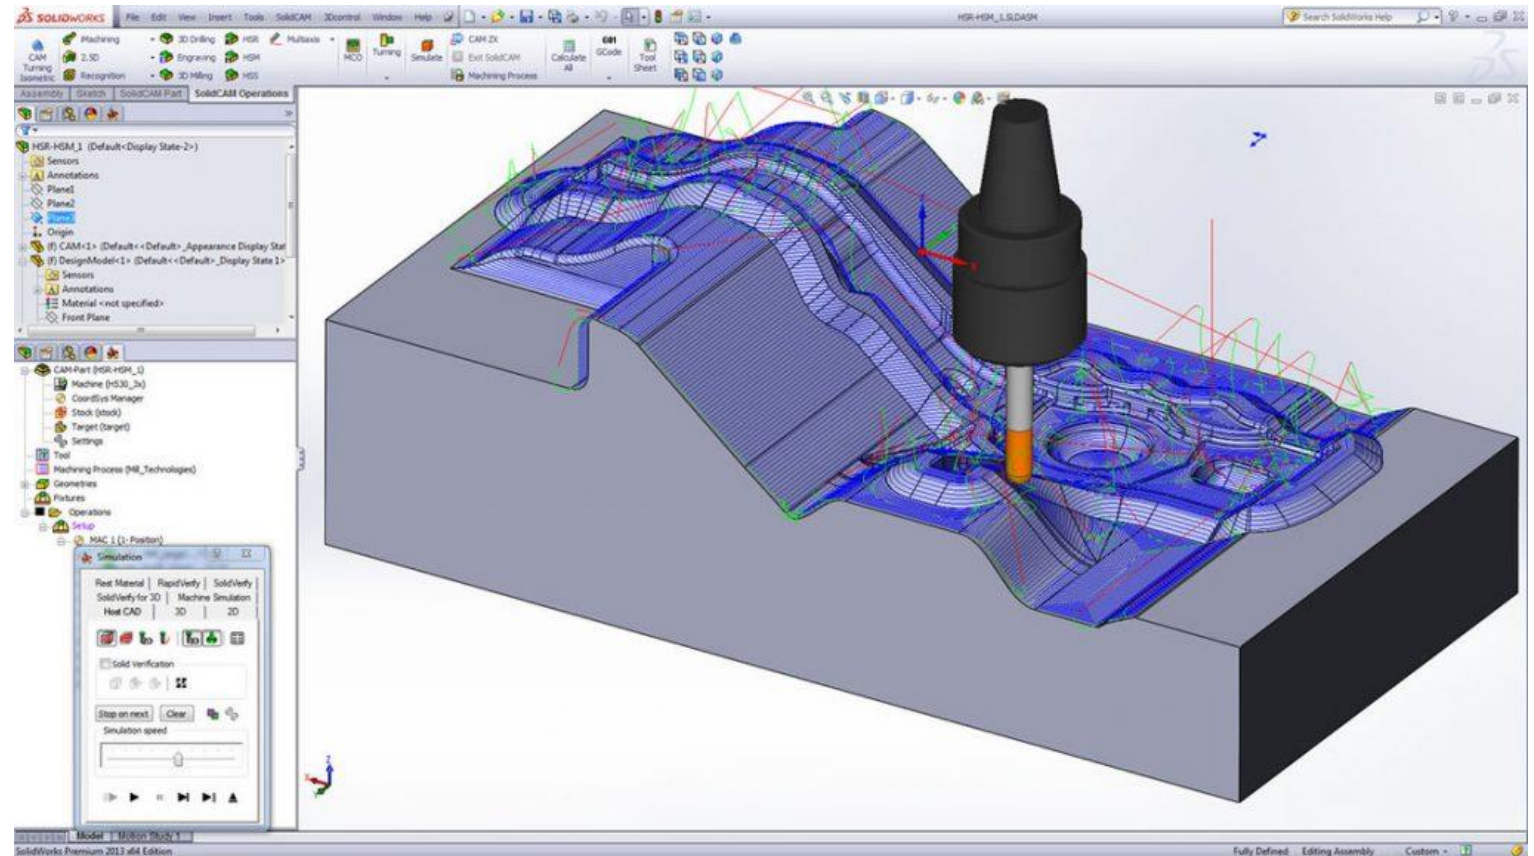 SOLIDWORKS File Edit View Insert Tools SolidCAM 3Dcontrol Window Help HSR-HSM_1.SLDASM Search SolidWorks Help
iMachining 3D Drilling HSR Multiaxis CAM ZX
CAM Turning Isometric 2.5D Engraving HSM MCO Turning Simulate Exit SolidCAM Calculate All G01 GCode Tool Sheet
Recognition 3D Milling HSS Machining Process
Assembly Sketch SolidCAM Part SolidCAM Operations
HSR-HSM_1 (Default<Display State-2>)
Sensors
Annotations
Plane1
Plane2
Plane3
Origin
(f) CAM<1> (Default<<Default>_Appearance Display Stat
(f) DesignModel<1> (Default<<Default>_Display State 1>
Sensors
Annotations
Material <not specified>
Front Plane
CAM-Part (HSR-HSM_1)
Machine (HS30_3x)
CoordSys Manager
Stock (stock)
Target (target)
Settings
Tool
Machining Process (Mill_Technologies)
Geometries
Fixtures
Operations
Setup
MAC 1 (1- Position)
Simulation
Rest Material RapidVerify SolidVerify
SolidVerify for 3D Machine Simulation
Host CAD 3D 2D
Solid Verification
Stop on next Clear
Simulation speed
Z
X
Model Motion Study 1
SolidWorks Premium 2013 x64 Edition Fully Defined Editing Assembly Custom